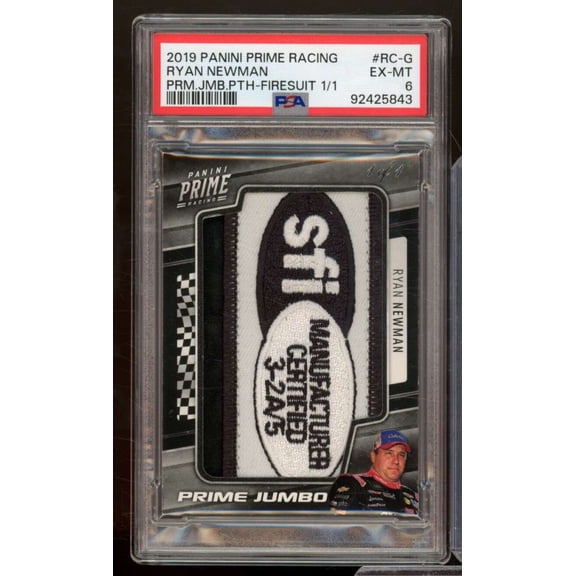 2019 PANINI PRIME RACING #RC-G
RYAN NEWMAN EX-MT
PRM.JMB.PTH-FIRESUIT 1/1 6
PSA 92425843
PANINI
PRIME
RACING
sfi
MANUFACTURER
CERTIFIED
3-2A/5
RYAN NEWMAN
PRIME JUMBO